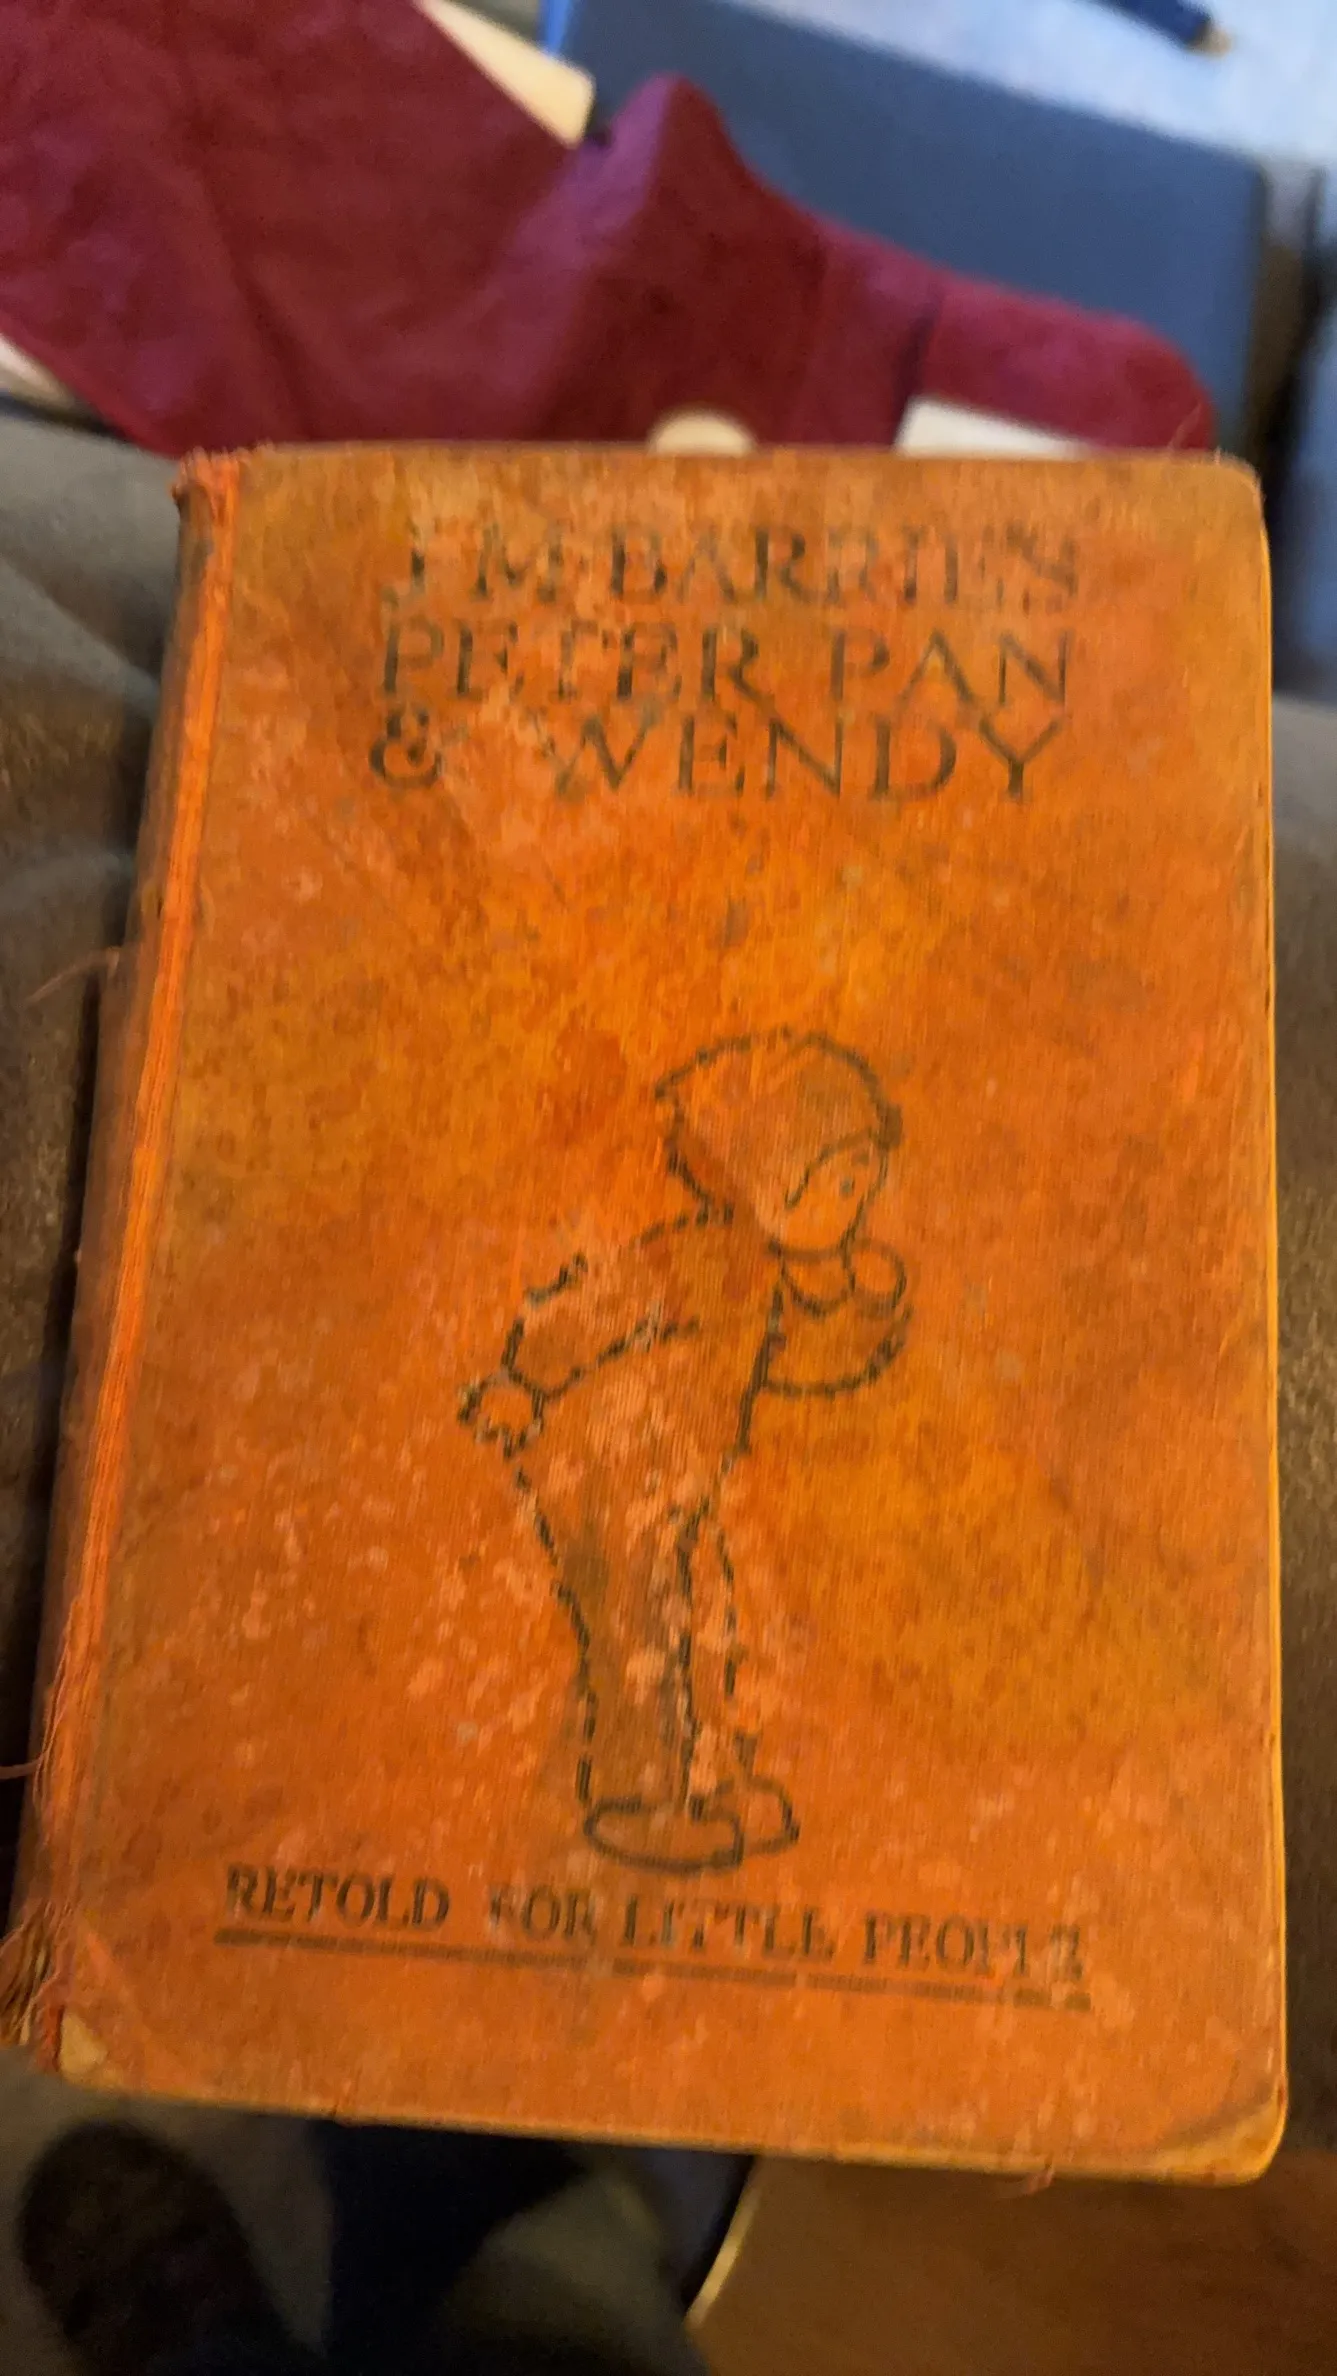 J M BARRIE'S
PETER PAN
& WENDY
RETOLD FOR LITTLE PEOPLE